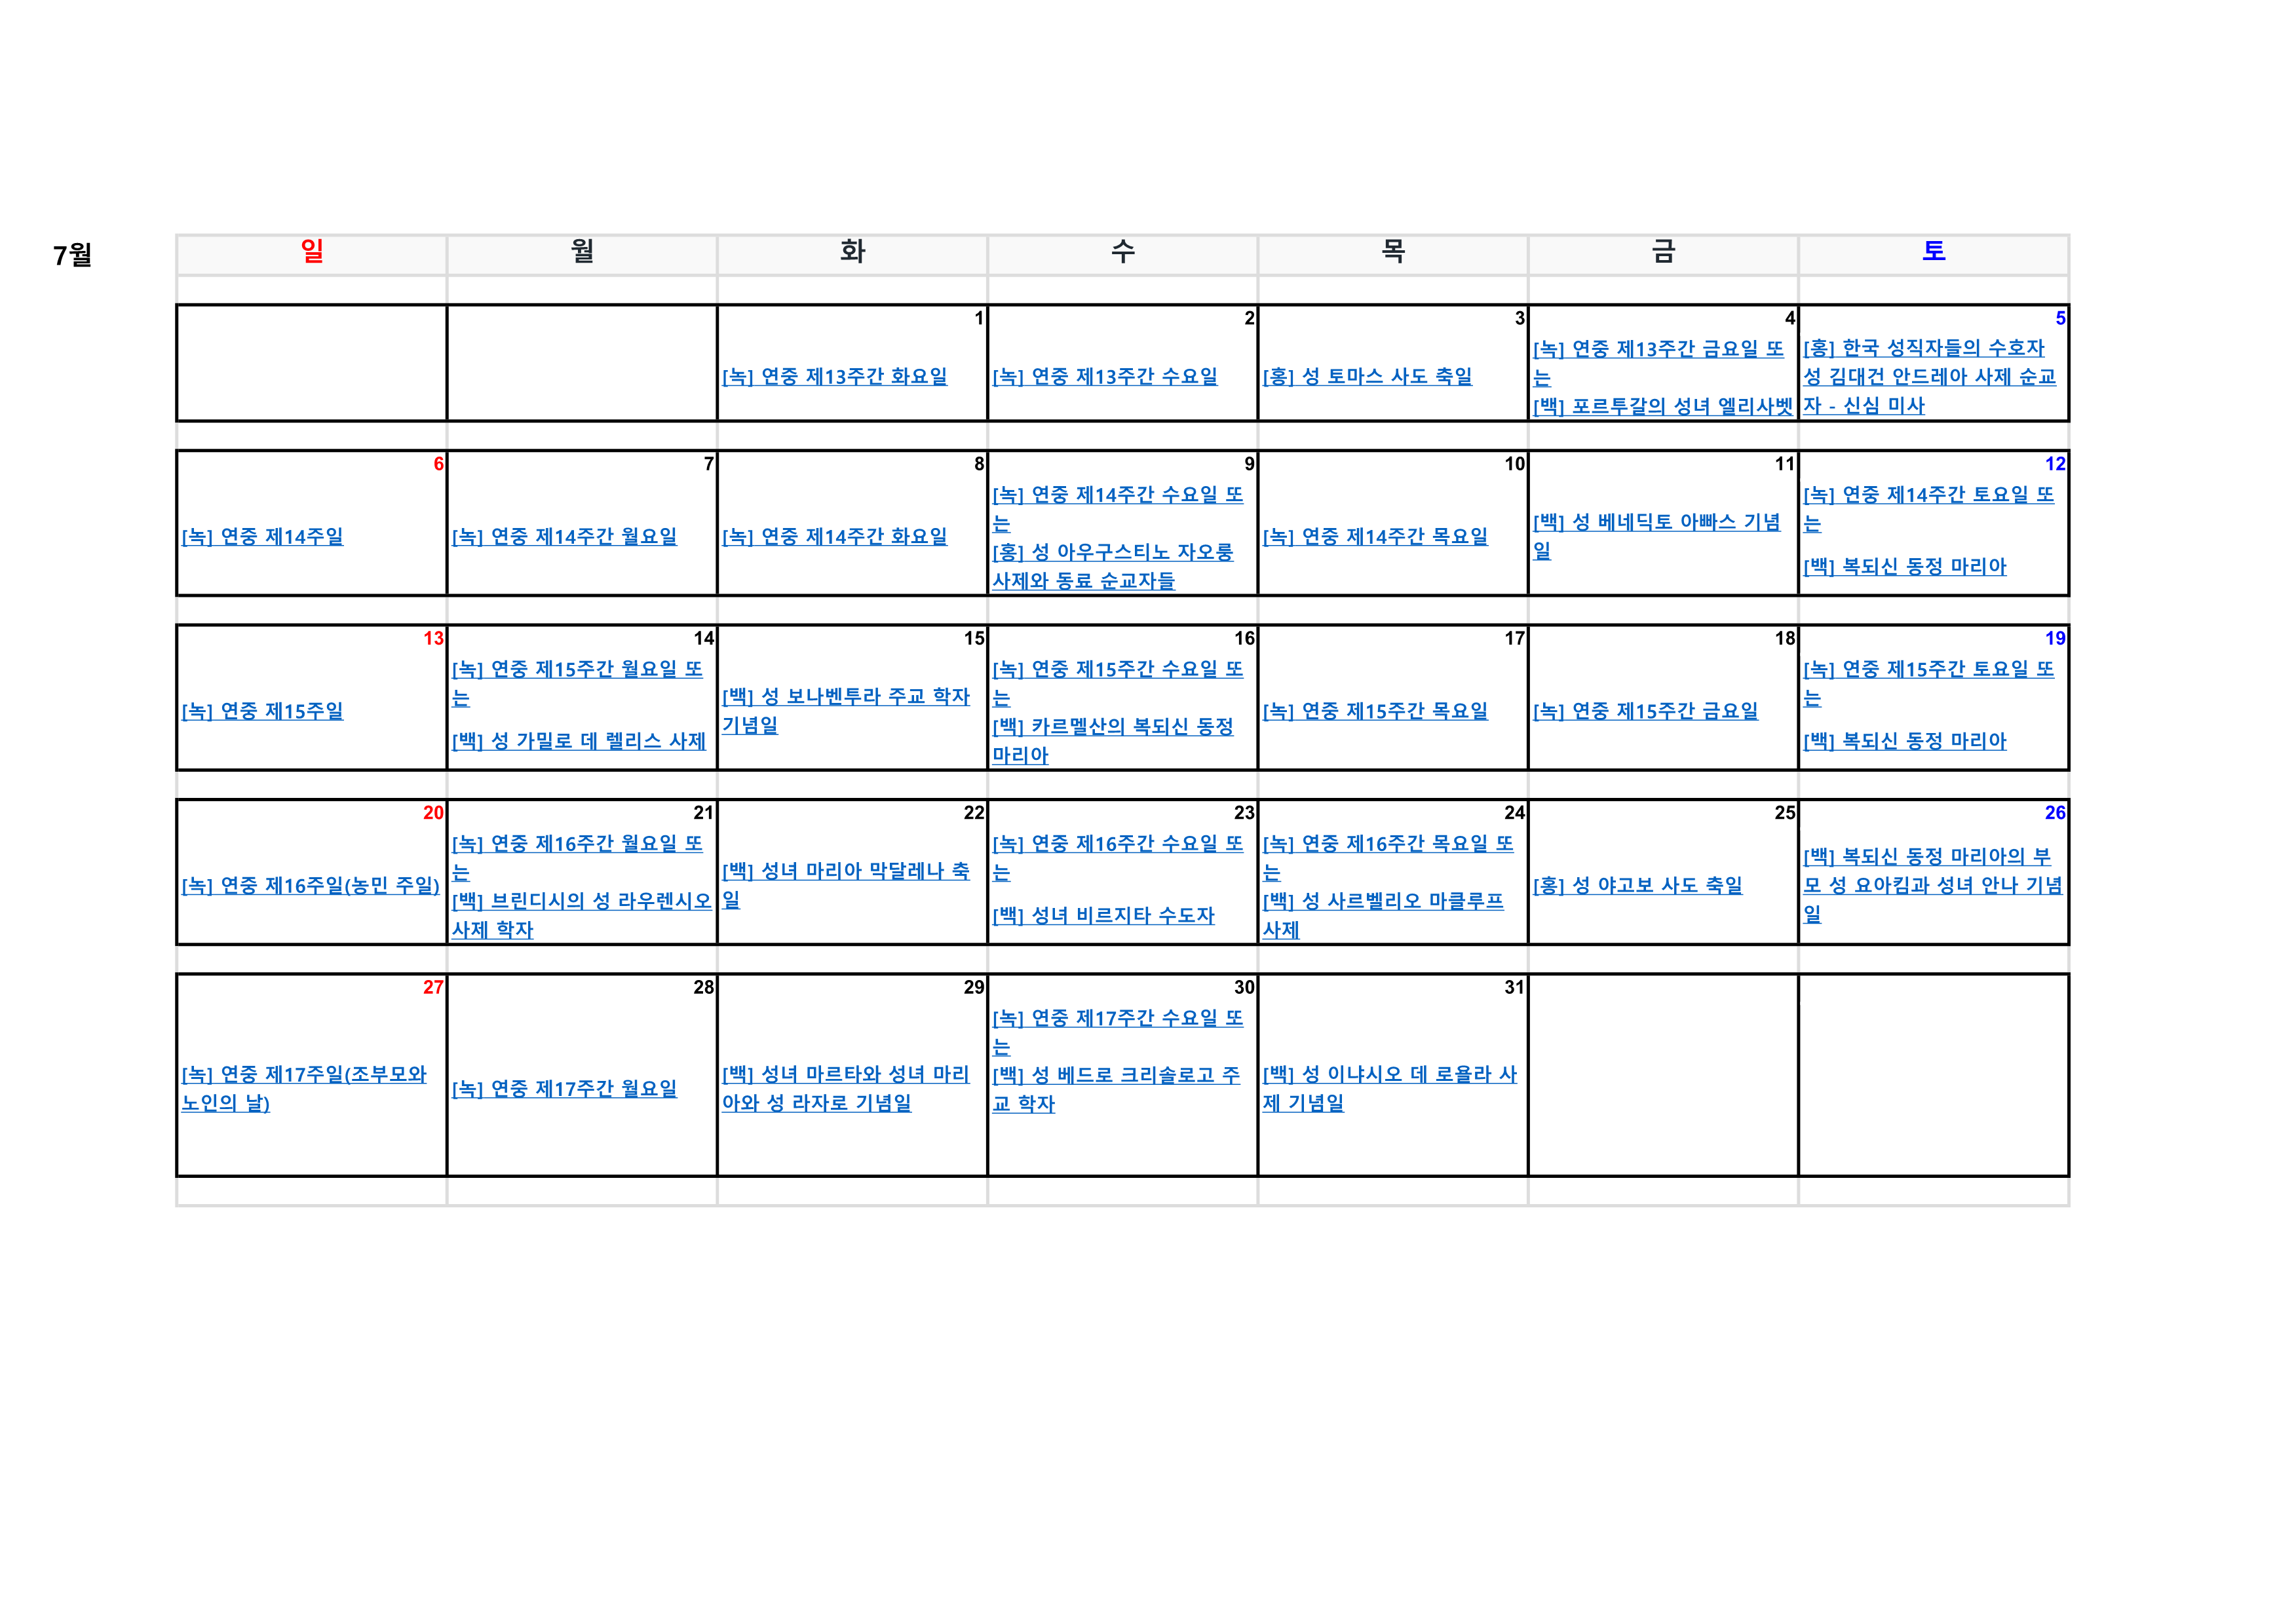 7월
일 월 화 수 목 금 토
1
[녹] 연중 제13주간 화요일
2
[녹] 연중 제13주간 수요일
3
[홍] 성 토마스 사도 축일
4
[녹] 연중 제13주간 금요일 또
는
[백] 포르투갈의 성녀 엘리사벳
5
[홍] 한국 성직자들의 수호자
성 김대건 안드레아 사제 순교
자 - 신심 미사
6
[녹] 연중 제14주일
7
[녹] 연중 제14주간 월요일
8
[녹] 연중 제14주간 화요일
9
[녹] 연중 제14주간 수요일 또
는
[홍] 성 아우구스티노 자오룽
사제와 동료 순교자들
10
[녹] 연중 제14주간 목요일
11
[백] 성 베네딕토 아빠스 기념
일
12
[녹] 연중 제14주간 토요일 또
는
[백] 복되신 동정 마리아
13
[녹] 연중 제15주일
14
[녹] 연중 제15주간 월요일 또
는
[백] 성 가밀로 데 렐리스 사제
15
[백] 성 보나벤투라 주교 학자
기념일
16
[녹] 연중 제15주간 수요일 또
는
[백] 카르멜산의 복되신 동정
마리아
17
[녹] 연중 제15주간 목요일
18
[녹] 연중 제15주간 금요일
19
[녹] 연중 제15주간 토요일 또
는
[백] 복되신 동정 마리아
20
[녹] 연중 제16주일(농민 주일)
21
[녹] 연중 제16주간 월요일 또
는
[백] 브린디시의 성 라우렌시오
사제 학자
22
[백] 성녀 마리아 막달레나 축
일
23
[녹] 연중 제16주간 수요일 또
는
[백] 성녀 비르지타 수도자
24
[녹] 연중 제16주간 목요일 또
는
[백] 성 사르벨리오 마클루프
사제
25
[홍] 성 야고보 사도 축일
26
[백] 복되신 동정 마리아의 부
모 성 요아킴과 성녀 안나 기념
일
27
[녹] 연중 제17주일(조부모와
노인의 날)
28
[녹] 연중 제17주간 월요일
29
[백] 성녀 마르타와 성녀 마리
아와 성 라자로 기념일
30
[녹] 연중 제17주간 수요일 또
는
[백] 성 베드로 크리솔로고 주
교 학자
31
[백] 성 이냐시오 데 로욜라 사
제 기념일